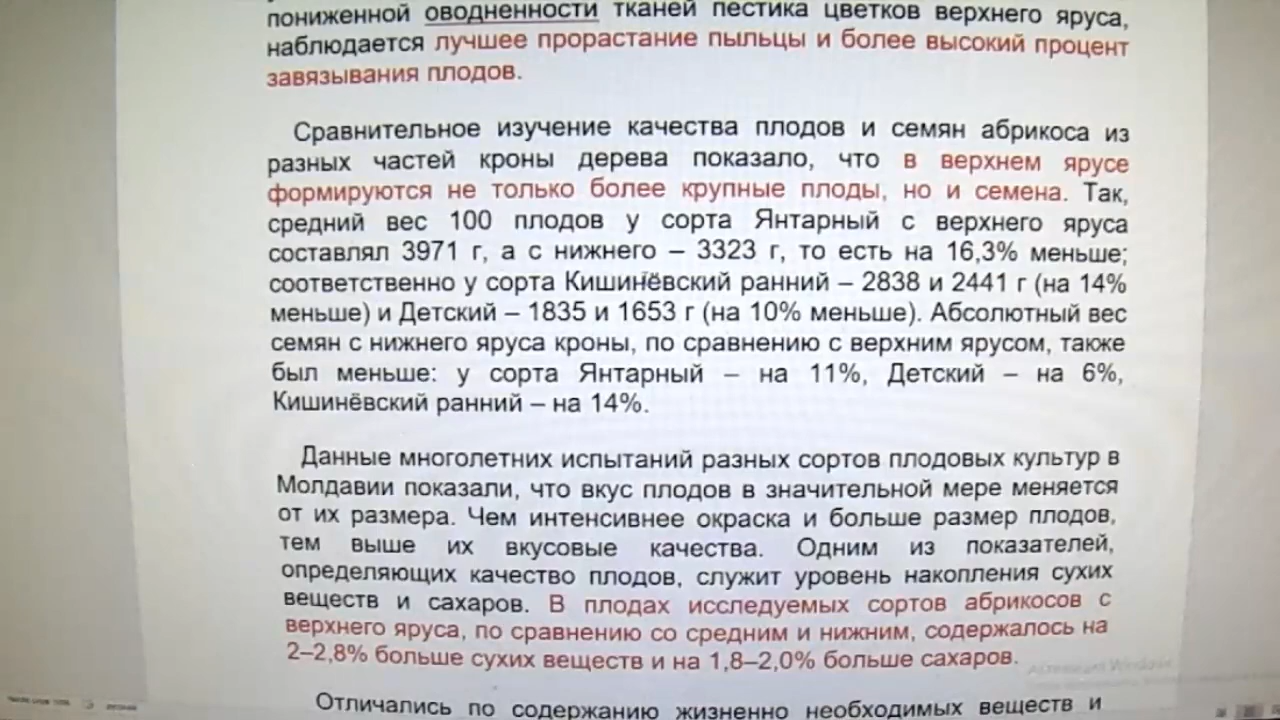 пониженной оводненности тканей пестика цветков верхнего яруса,
наблюдается лучшее прорастание пыльцы и более высокий процент
завязывания плодов.
Сравнительное изучение качества плодов и семян абрикоса из
разных частей кроны дерева показало, что в верхнем ярусе
формируются не только более крупные плоды, но и семена. Так,
средний вес 100 плодов у сорта Янтарный с верхнего яруса
составлял 3971 г, а с нижнего – 3323 г, то есть на 16,3% меньше;
соответственно у сорта Кишинёвский ранний – 2838 и 2441 г (на 14%
меньше) и Детский – 1835 и 1653 г (на 10% меньше). Абсолютный вес
семян с нижнего яруса кроны, по сравнению с верхним ярусом, также
был меньше: у сорта Янтарный – на 11%, Детский – на 6%,
Кишинёвский ранний – на 14%.
Данные многолетних испытаний разных сортов плодовых культур в
Молдавии показали, что вкус плодов в значительной мере меняется
от их размера. Чем интенсивнее окраска и больше размер плодов,
тем выше их вкусовые качества. Одним из показателей,
определяющих качество плодов, служит уровень накопления сухих
веществ и сахаров. В плодах исследуемых сортов абрикосов с
верхнего яруса, по сравнению со средним и нижним, содержалось на
2–2,8% больше сухих веществ и на 1,8–2,0% больше сахаров.
Активация Windows
Отличались по содержанию жизненно необходимых веществ и